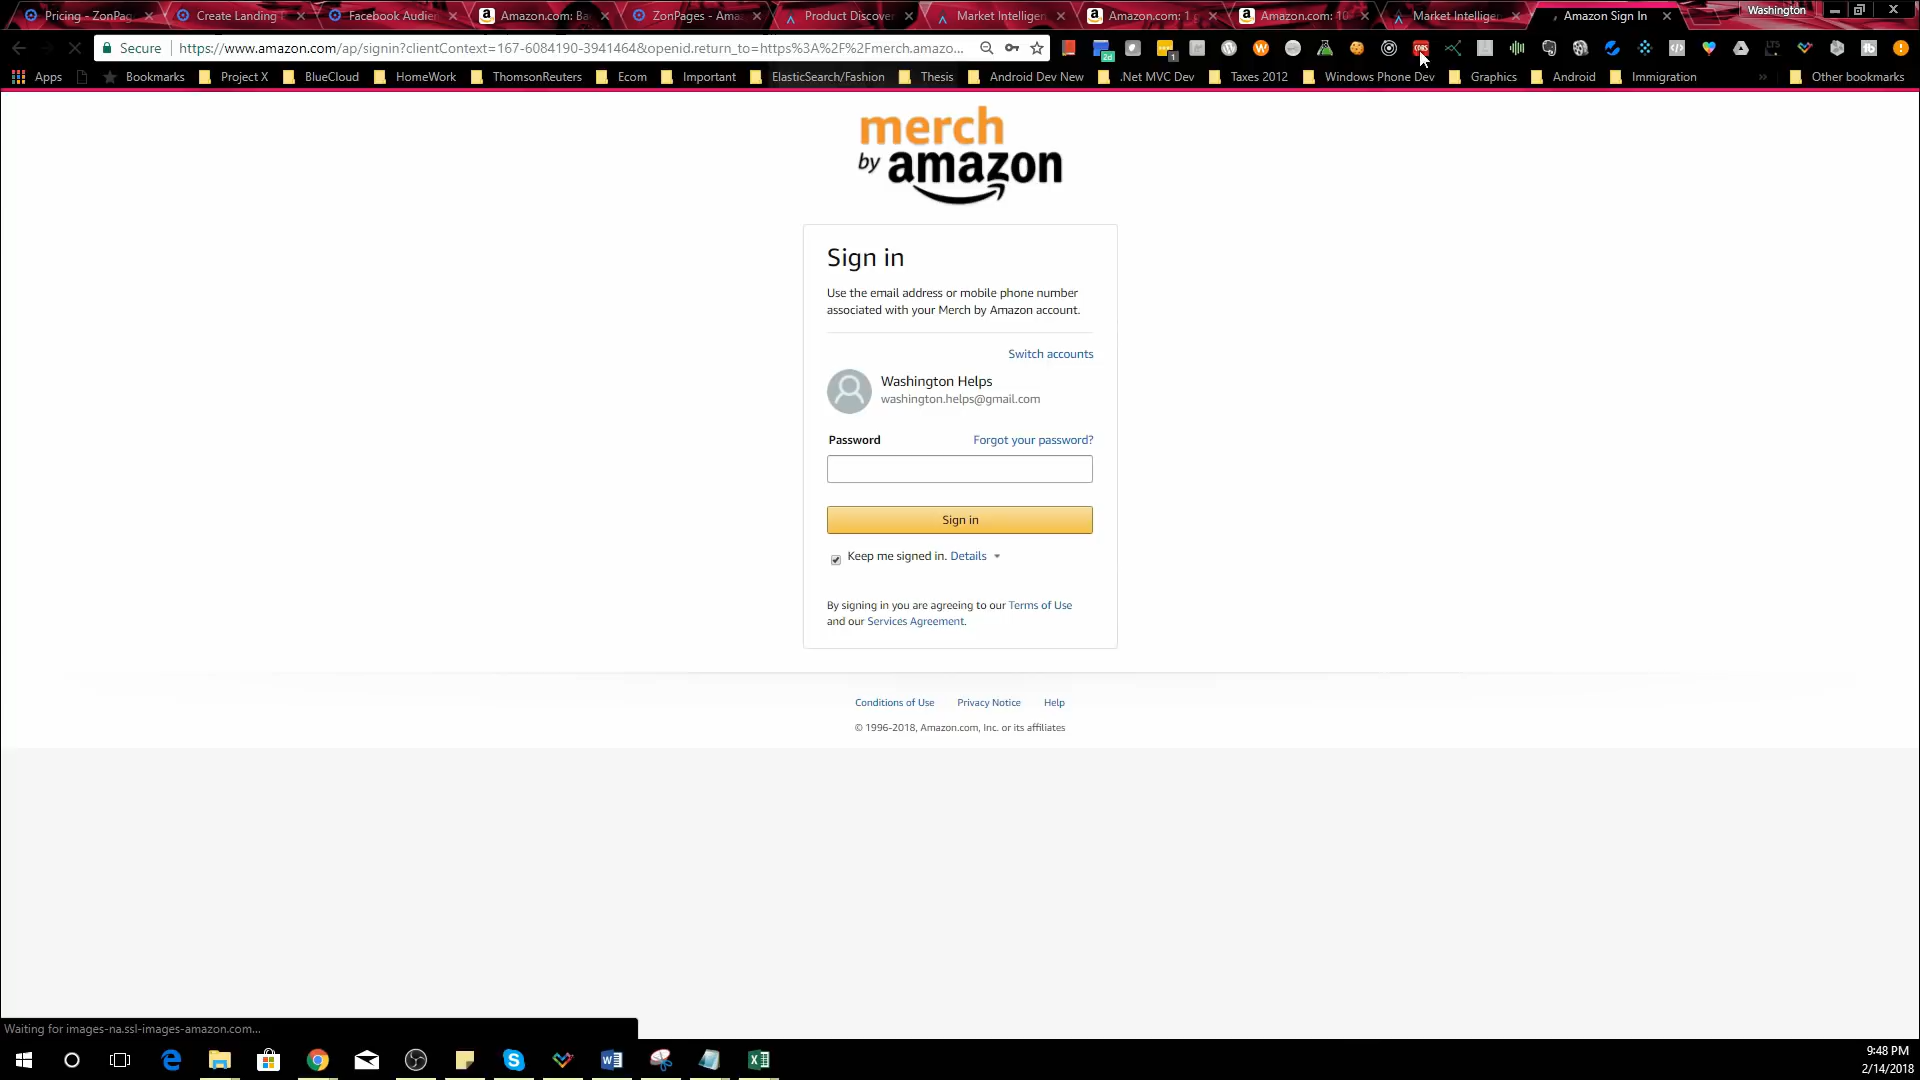 Pricing - ZonPag
Create Landing
Facebook Audien
Amazon.com: Ba
ZonPages - Amaz
Product Discover
Market Intelligen
Amazon.com: 1
Amazon.com: 10
Market Intelligen
Amazon Sign In
Washington
Secure
https://www.amazon.com/ap/signin?clientContext=167-6084190-3941464&openid.return_to=https%3A%2F%2Fmerch.amazo...
Apps
Bookmarks
Project X
BlueCloud
HomeWork
ThomsonReuters
Ecom
Important
ElasticSearch/Fashion
Thesis
Android Dev New
.Net MVC Dev
Taxes 2012
Windows Phone Dev
Graphics
Android
Immigration
Other bookmarks
merch
by amazon
Sign in
Use the email address or mobile phone number
associated with your Merch by Amazon account.
Switch accounts
Washington Helps
washington.helps@gmail.com
Password Forgot your password?
Sign in
Keep me signed in. Details
By signing in you are agreeing to our Terms of Use
and our Services Agreement.
Conditions of Use Privacy Notice Help
© 1996-2018, Amazon.com, Inc. or its affiliates
Waiting for images-na.ssl-images-amazon.com...
9:48 PM
2/14/2018